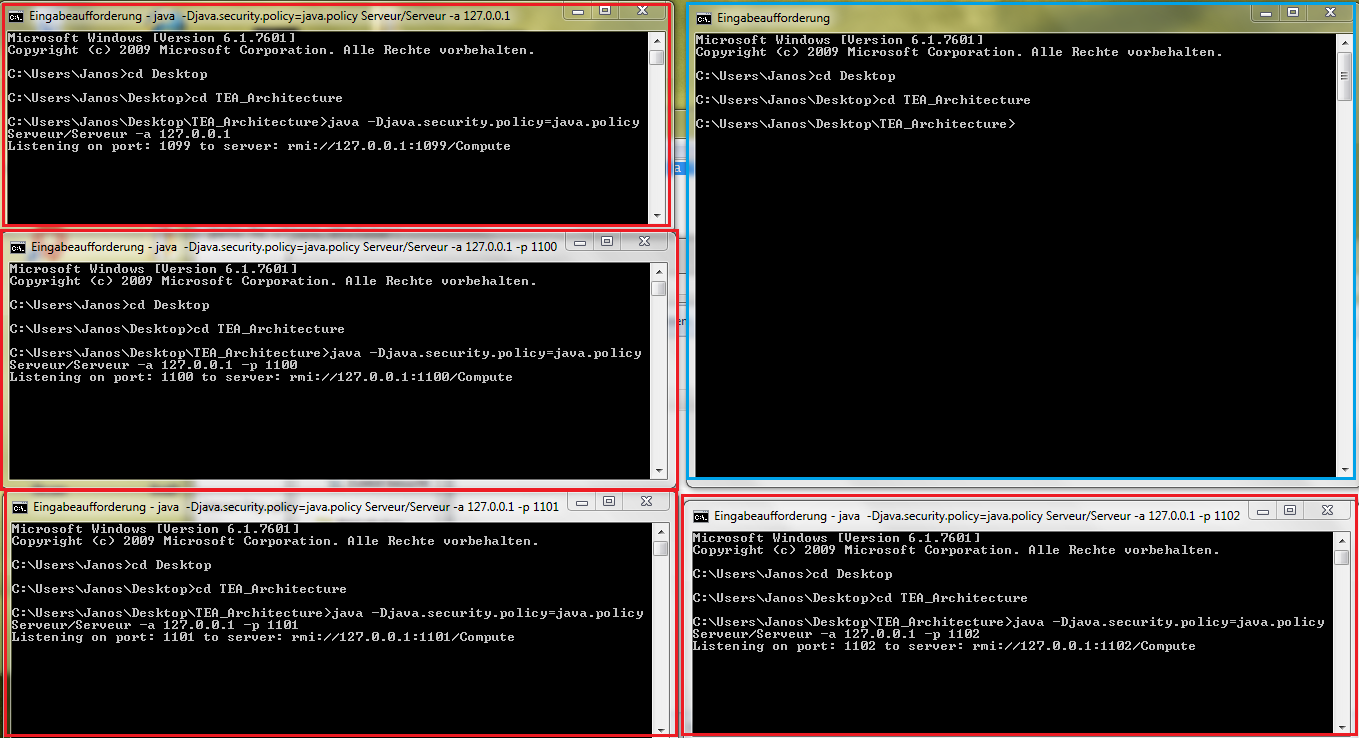 Eingabeaufforderung - java -Djava.security.policy=java.policy Serveur/Serveur -a 127.0.0.1
Microsoft Windows [Version 6.1.7601]
Copyright (c) 2009 Microsoft Corporation. Alle Rechte vorbehalten.
C:\Users\Janos>cd Desktop
C:\Users\Janos\Desktop>cd TEA_Architecture
C:\Users\Janos\Desktop\TEA_Architecture>java -Djava.security.policy=java.policy
Serveur/Serveur -a 127.0.0.1
Listening on port: 1099 to server: rmi://127.0.0.1:1099/Compute
Eingabeaufforderung
Microsoft Windows [Version 6.1.7601]
Copyright (c) 2009 Microsoft Corporation. Alle Rechte vorbehalten.
C:\Users\Janos>cd Desktop
C:\Users\Janos\Desktop>cd TEA_Architecture
C:\Users\Janos\Desktop\TEA_Architecture>
Eingabeaufforderung - java -Djava.security.policy=java.policy Serveur/Serveur -a 127.0.0.1 -p 1100
Microsoft Windows [Version 6.1.7601]
Copyright (c) 2009 Microsoft Corporation. Alle Rechte vorbehalten.
C:\Users\Janos>cd Desktop
C:\Users\Janos\Desktop>cd TEA_Architecture
C:\Users\Janos\Desktop\TEA_Architecture>java -Djava.security.policy=java.policy
Serveur/Serveur -a 127.0.0.1 -p 1100
Listening on port: 1100 to server: rmi://127.0.0.1:1100/Compute
Eingabeaufforderung - java -Djava.security.policy=java.policy Serveur/Serveur -a 127.0.0.1 -p 1101
Microsoft Windows [Version 6.1.7601]
Copyright (c) 2009 Microsoft Corporation. Alle Rechte vorbehalten.
C:\Users\Janos>cd Desktop
C:\Users\Janos\Desktop>cd TEA_Architecture
C:\Users\Janos\Desktop\TEA_Architecture>java -Djava.security.policy=java.policy
Serveur/Serveur -a 127.0.0.1 -p 1101
Listening on port: 1101 to server: rmi://127.0.0.1:1101/Compute
Eingabeaufforderung - java -Djava.security.policy=java.policy Serveur/Serveur -a 127.0.0.1 -p 1102
Microsoft Windows [Version 6.1.7601]
Copyright (c) 2009 Microsoft Corporation. Alle Rechte vorbehalten.
C:\Users\Janos>cd Desktop
C:\Users\Janos\Desktop>cd TEA_Architecture
C:\Users\Janos\Desktop\TEA_Architecture>java -Djava.security.policy=java.policy
Serveur/Serveur -a 127.0.0.1 -p 1102
Listening on port: 1102 to server: rmi://127.0.0.1:1102/Compute